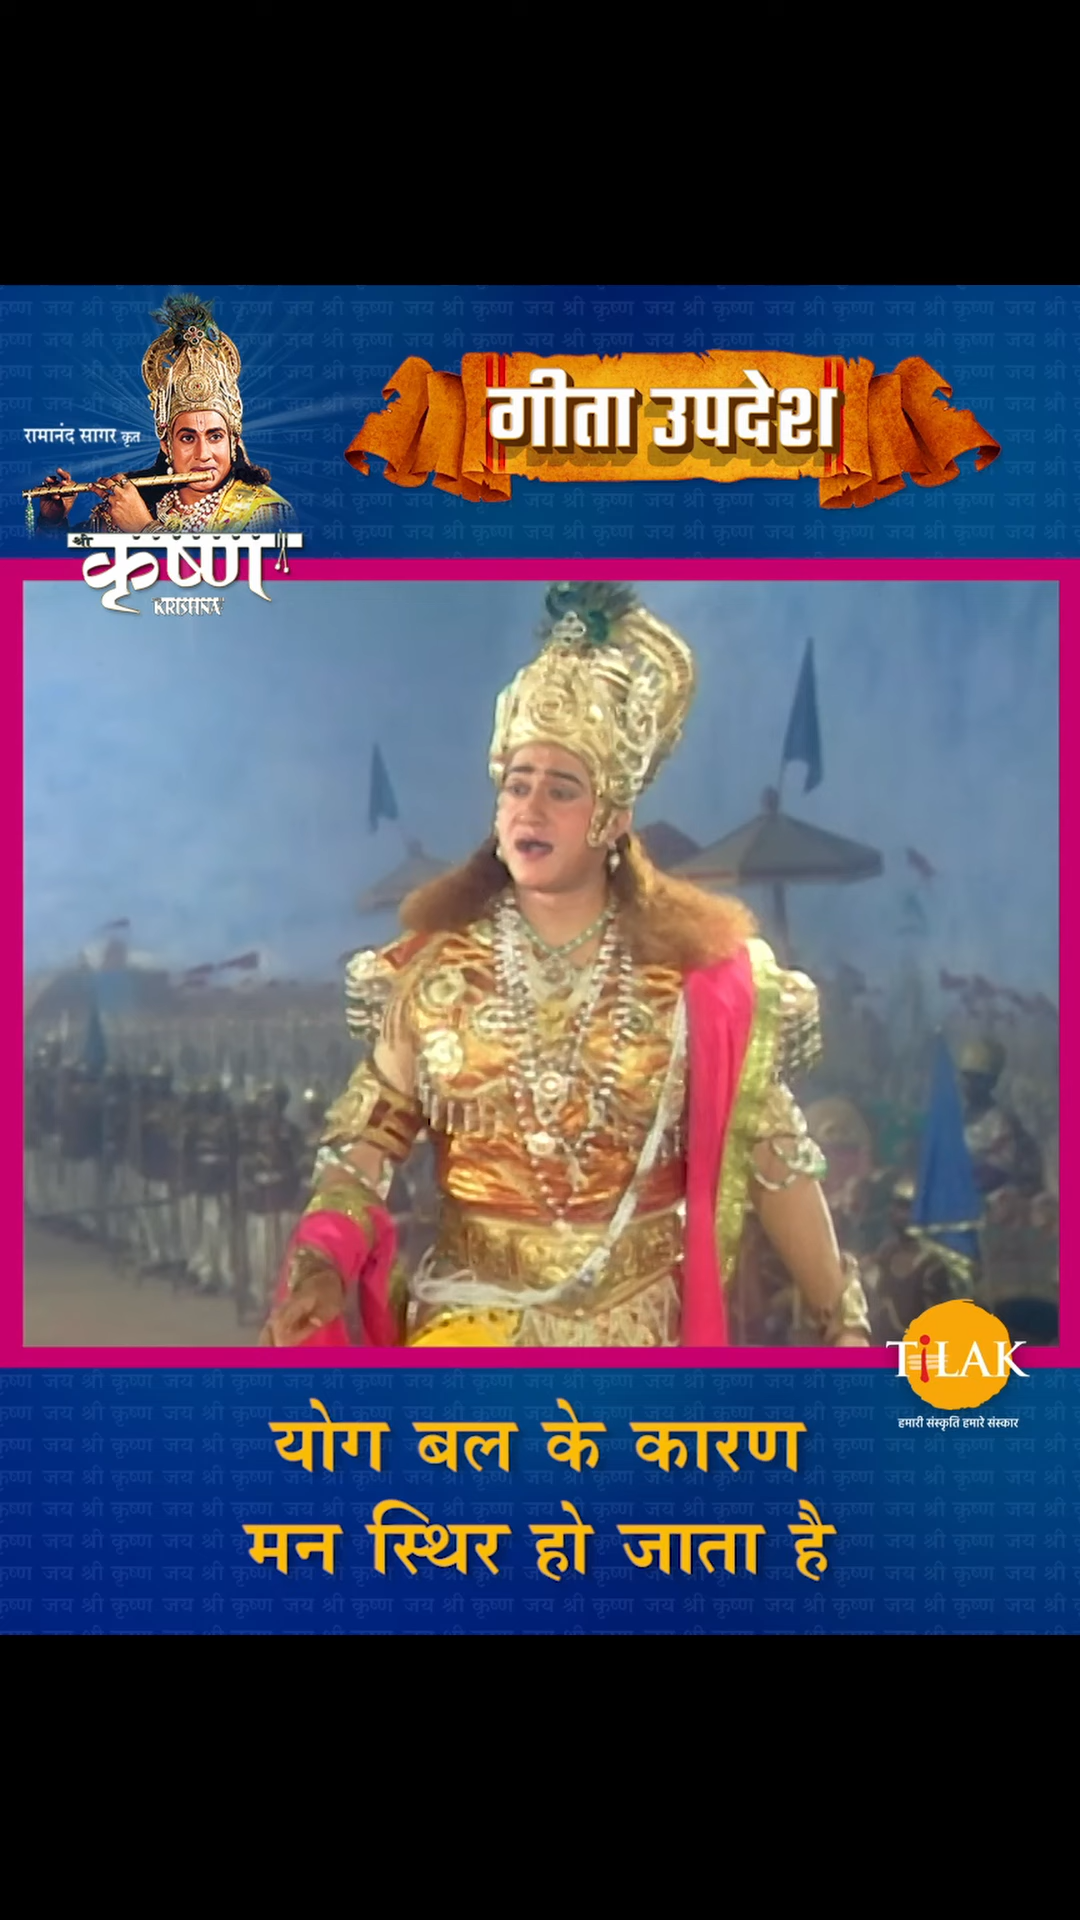 रामानंद सागर कृत
श्री
कृष्ण
KRISHNA
गीता उपदेश
TiLAK
हमारी संस्कृति हमारे संस्कार
योग बल के कारण
मन स्थिर हो जाता है